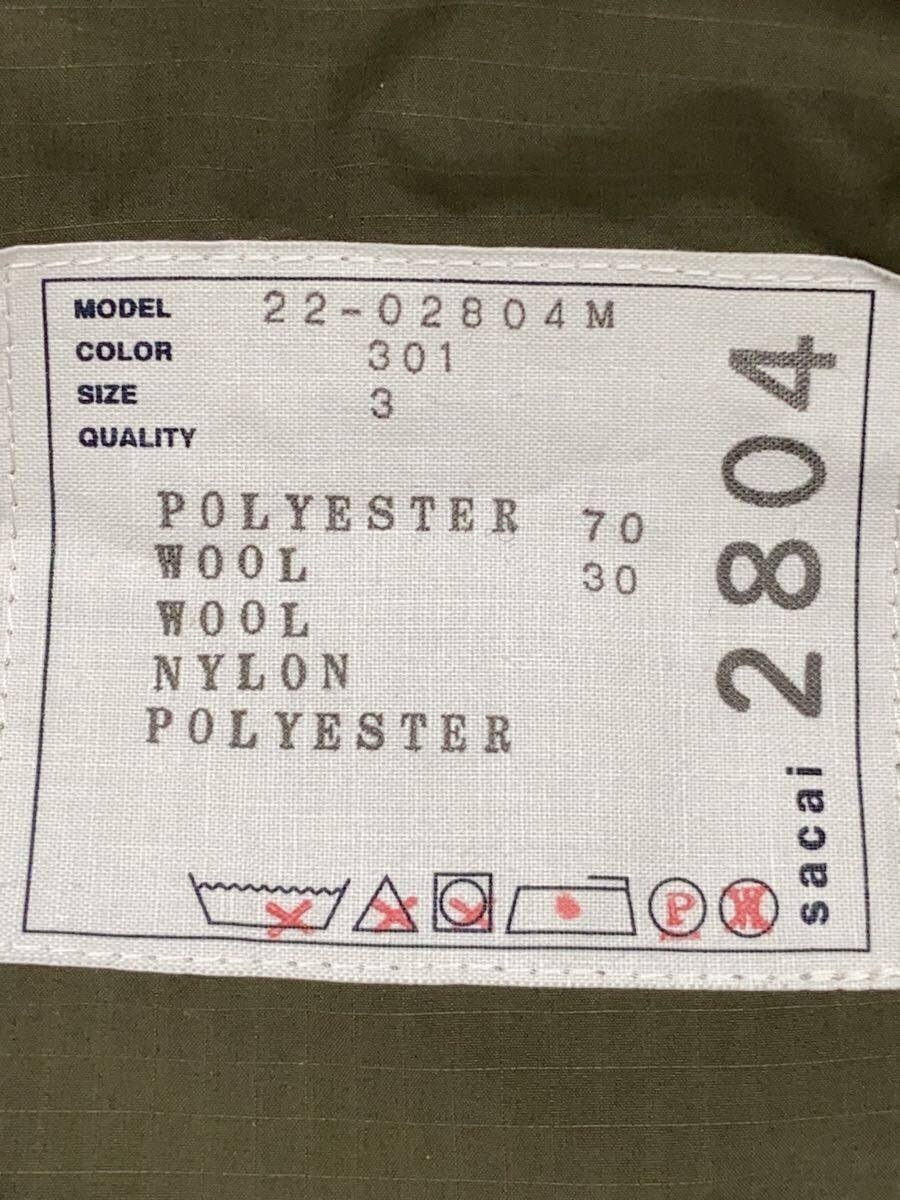 MODEL 22-02804M
COLOR 301
SIZE 3
QUALITY
POLYESTER 70
WOOL 30
WOOL
NYLON
POLYESTER
P W
sacai 2804